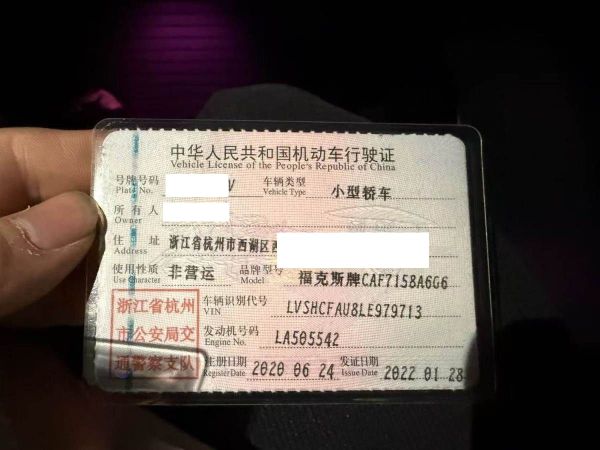 中华人民共和国机动车行驶证
Vehicle License of the People's Republic of China
号牌号码 V 车辆类型 小型轿车
Plate No. Vehicle Type
所有人
Owner
住址 浙江省杭州市西湖区西
Address
使用性质 非营运 品牌型号 福克斯牌CAF7158A6G6
Use Character Model
浙江省杭州
市公安局交
通警察支队
车辆识别代号 LVSHCFAU8LE979713
VIN
发动机号码 LA505542
Engine No.
注册日期 2020 06 24 发证日期 2022 01 28
Register Date Issue Date